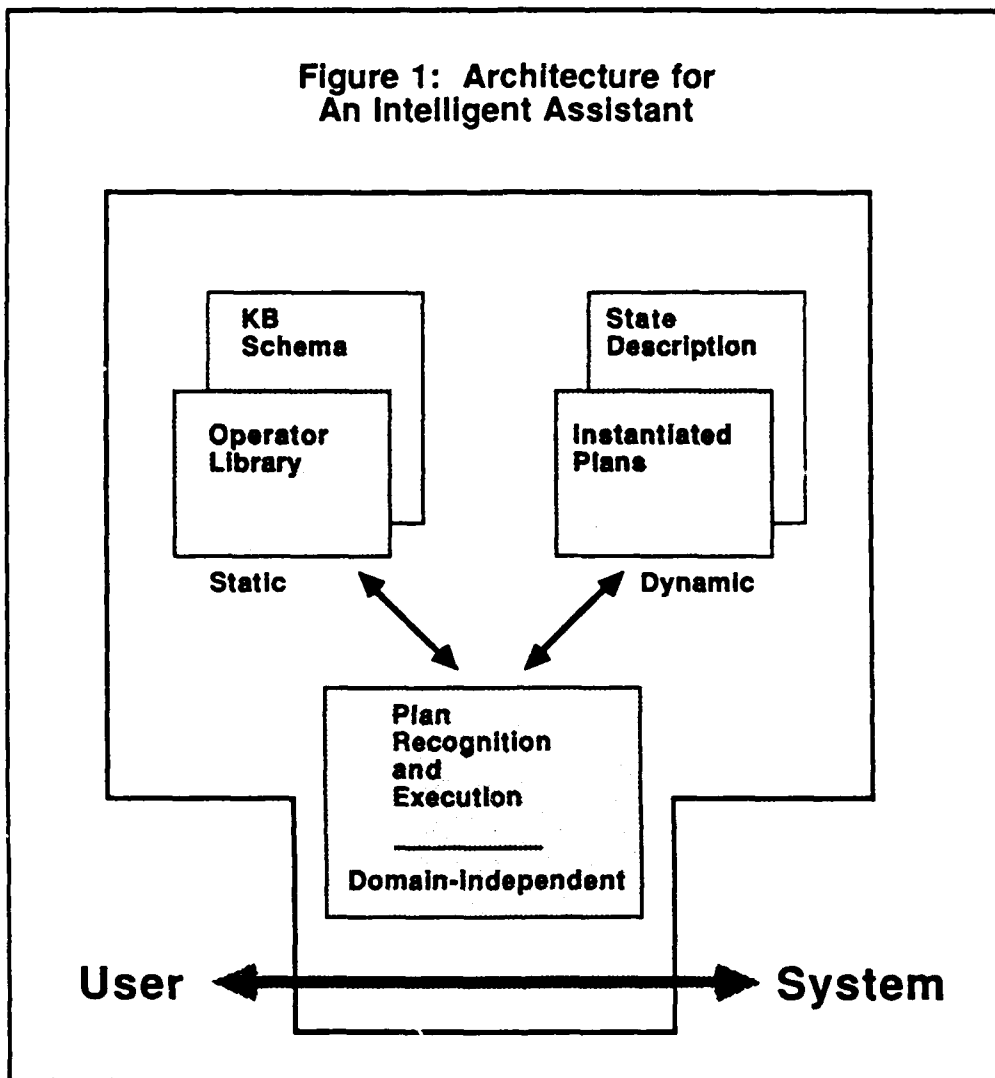 Figure 1: Architecture for
An Intelligent Assistant
KB
Schema
Operator
Library
Static
State
Description
Instantiated
Plans
Dynamic
Plan
Recognition
and
Execution
Domain-Independent
User
System